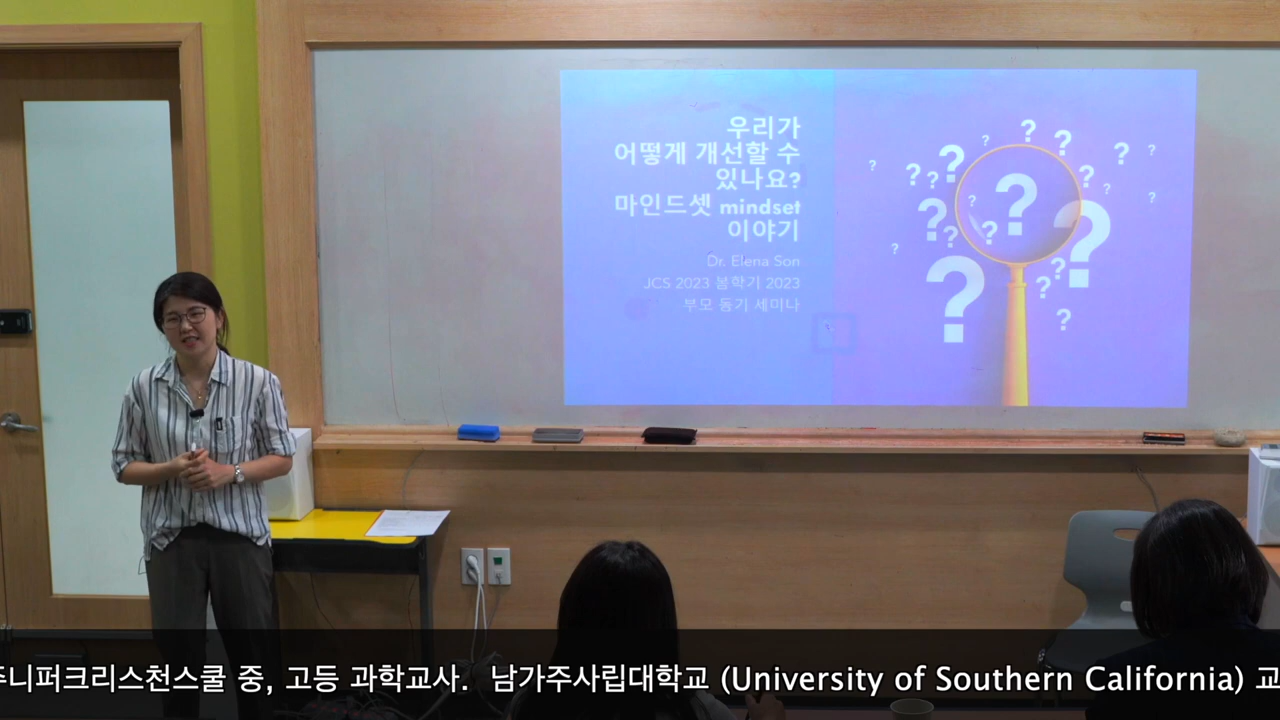 우리가
어떻게 개선할 수
있나요?
마인드셋 mindset
이야기
Dr. Elena Son
JCS 2023 봄학기 2023
부모 동기 세미나
주니퍼크리스천스쿨 중, 고등 과학교사. 남가주사립대학교 (University of Southern California) 교